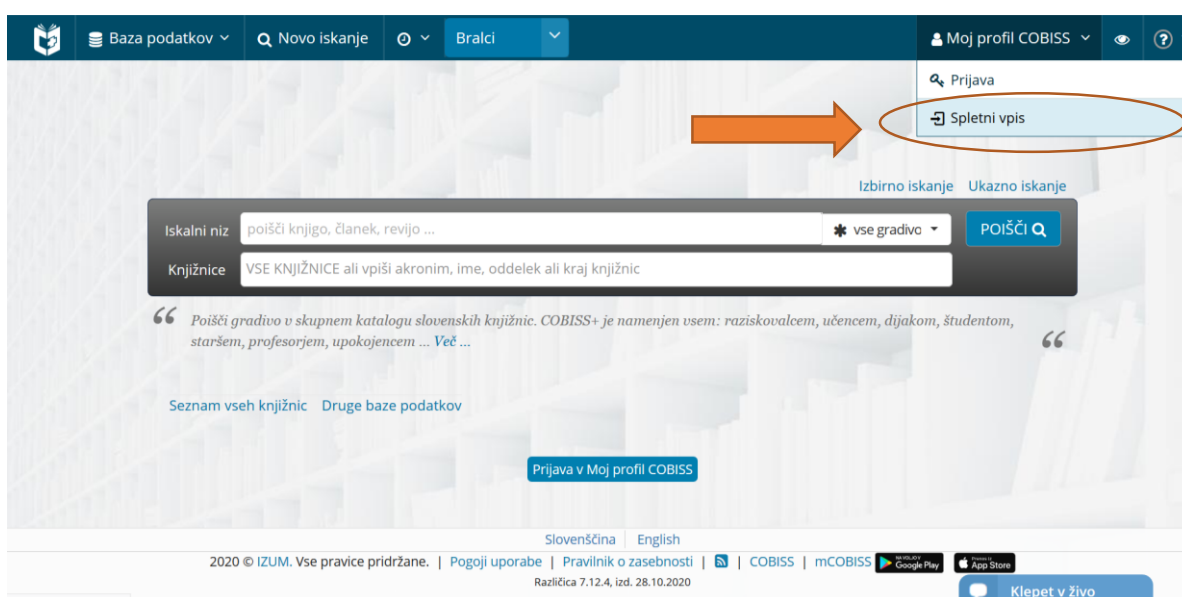 Baza podatkov Novo iskanje Bralci Moj profil COBISS ?
Prijava
Spletni vpis
Izbirno iskanje Ukazno iskanje
Iskalni niz poišči knjigo, članek, revijo ... vse gradivo POIŠČI
Knjižnice VSE KNJIŽNICE ali vpiši akronim, ime, oddelek ali kraj knjižnic
Poišči gradivo v skupnem katalogu slovenskih knjižnic. COBISS+ je namenjen vsem: raziskovalcem, učencem, dijakom, študentom,
staršem, profesorjem, upokojencem ... Več ...
Seznam vseh knjižnic Druge baze podatkov
Prijava v Moj profil COBISS
Slovenščina English
2020 © IZUM. Vse pravice pridržane. | Pogoji uporabe | Pravilnik o zasebnosti | | COBISS | mCOBISS Google Play App Store
Različica 7.12.4, izd. 28.10.2020
Klepet v živo